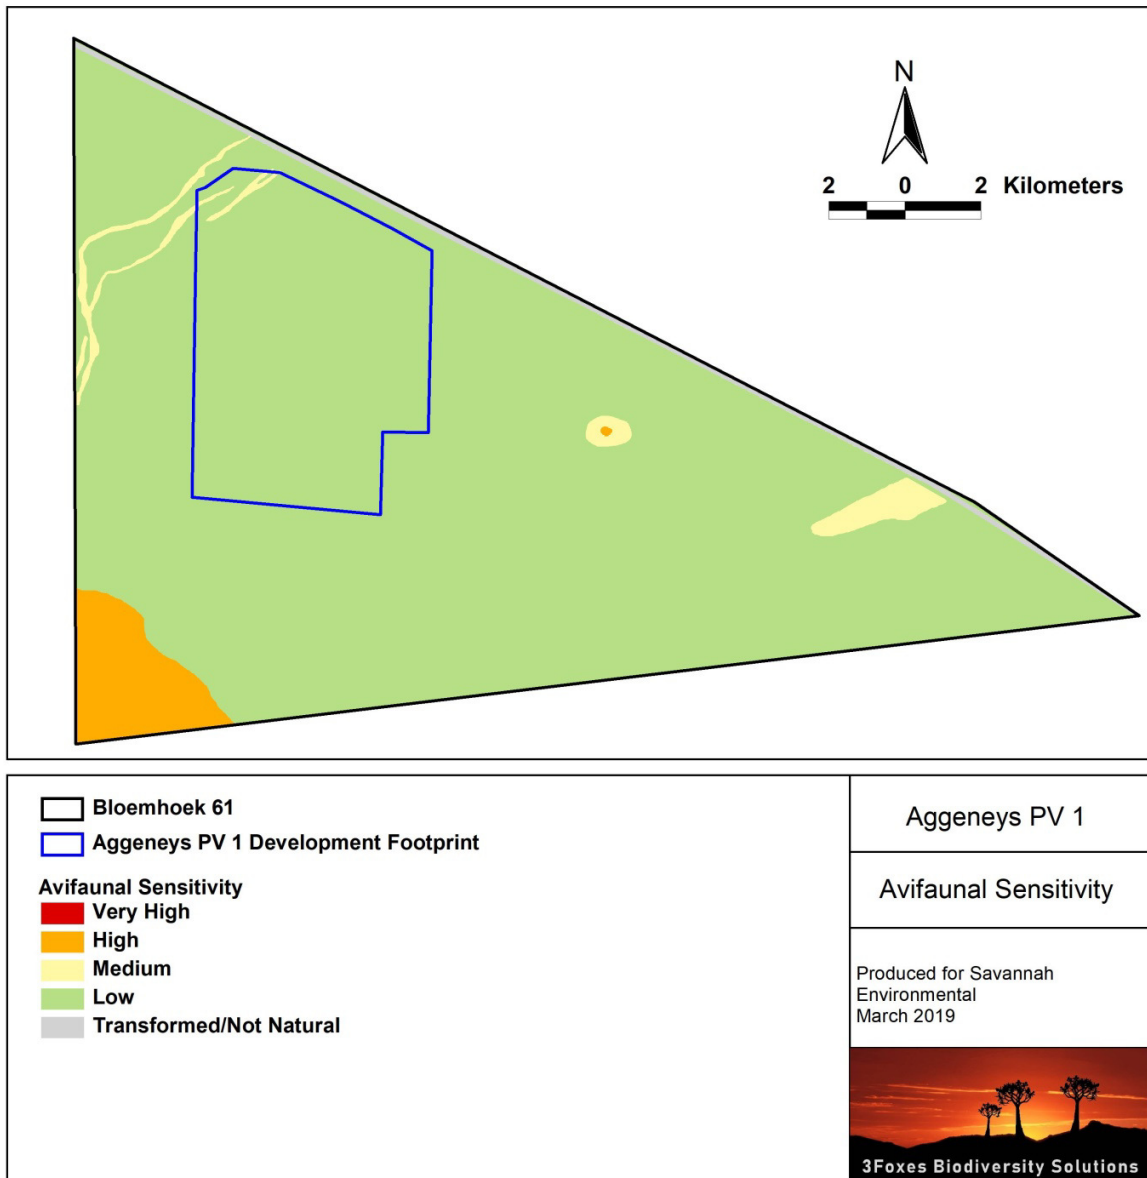 N
2 0 2 Kilometers
Bloemhoek 61
Aggeneys PV 1 Development Footprint
Avifaunal Sensitivity
Very High
High
Medium
Low
Transformed/Not Natural
Aggeneys PV 1
Avifaunal Sensitivity
Produced for Savannah
Environmental
March 2019
3Foxes Biodiversity Solutions